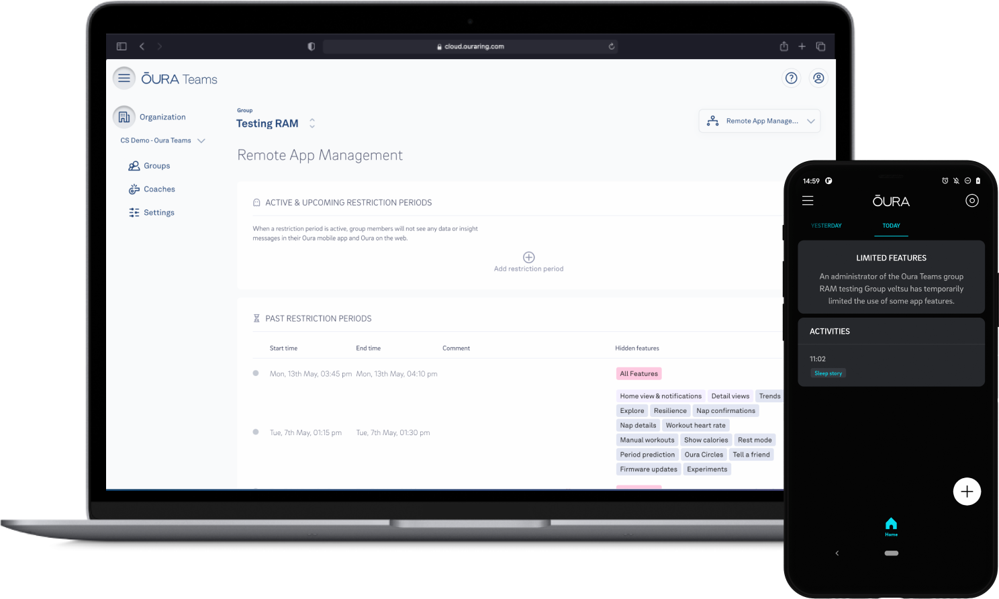 cloud.ouraring.com
ŌURA Teams
Organization
CS Demo - Oura Teams
Groups
Coaches
Settings
Group
Testing RAM
Remote App Manage...
Remote App Management
ACTIVE & UPCOMING RESTRICTION PERIODS
When a restriction period is active, group members will not see any data or insight
messages in their Oura mobile app and Oura on the web.
Add restriction period
PAST RESTRICTION PERIODS
Start time End time Comment Hidden features
Mon, 13th May, 03:45 pm Mon, 13th May, 04:10 pm All Features
Tue, 7th May, 01:15 pm Tue, 7th May, 01:30 pm
Home view & notifications Detail views Trends
Explore Resilience Nap confirmations
Nap details Workout heart rate
Manual workouts Show calories Rest mode
Period prediction Oura Circles Tell a friend
Firmware updates Experiments
14:59
ŌURA
YESTERDAY TODAY
LIMITED FEATURES
An administrator of the Oura Teams group
RAM testing Group veltsu has temporarily
limited the use of some app features.
ACTIVITIES
11:02
Sleep story
Home